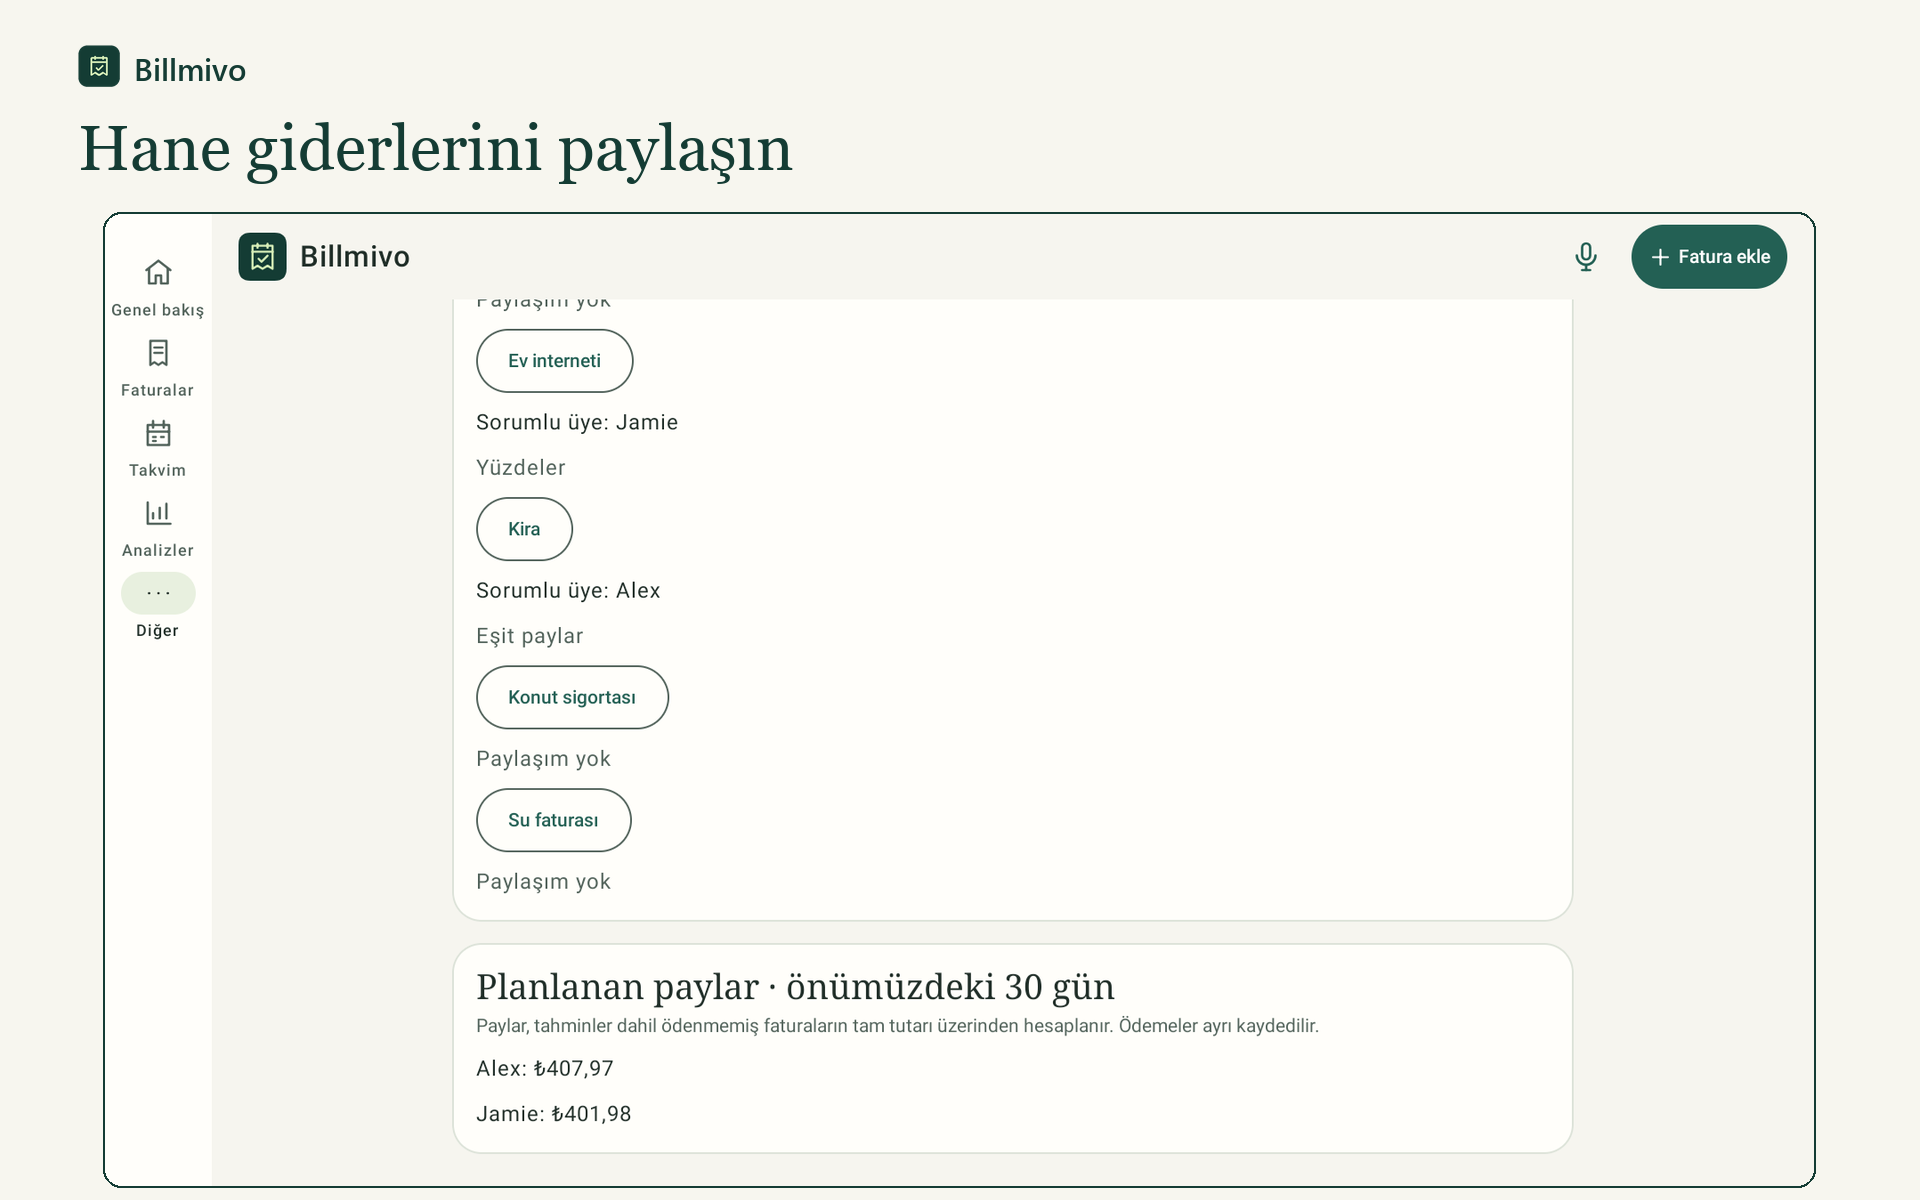 Billmivo
Hane giderlerini paylaşın
Billmivo
Fatura ekle
Genel bakış
Faturalar
Takvim
Analizler
Diğer
Paylaşım yok
Ev interneti
Sorumlu üye: Jamie
Yüzdeler
Kira
Sorumlu üye: Alex
Eşit paylar
Konut sigortası
Paylaşım yok
Su faturası
Paylaşım yok
Planlanan paylar · önümüzdeki 30 gün
Paylar, tahminler dahil ödenmemiş faturaların tam tutarı üzerinden hesaplanır. Ödemeler ayrı kaydedilir.
Alex: ₺407,97
Jamie: ₺401,98